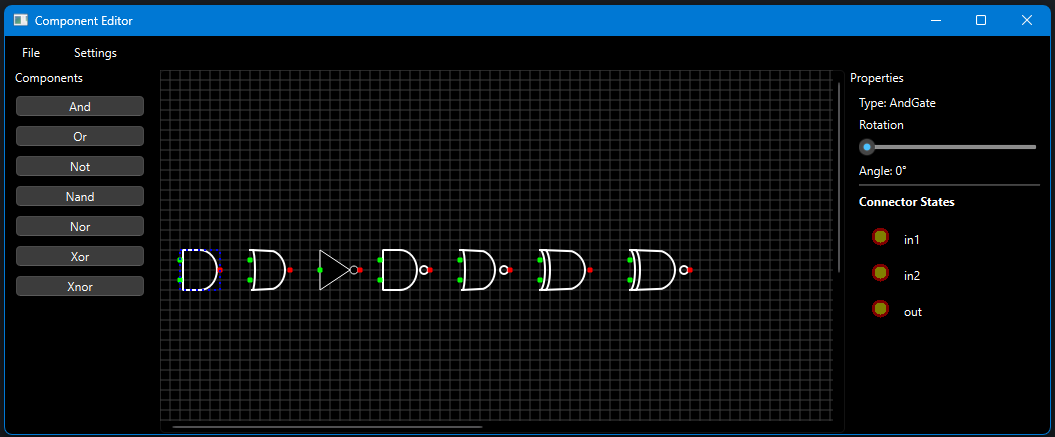 Component Editor
File Settings
Components
And
Or
Not
Nand
Nor
Xor
Xnor
Properties
Type: AndGate
Rotation
Angle: 0°
Connector States
in1
in2
out